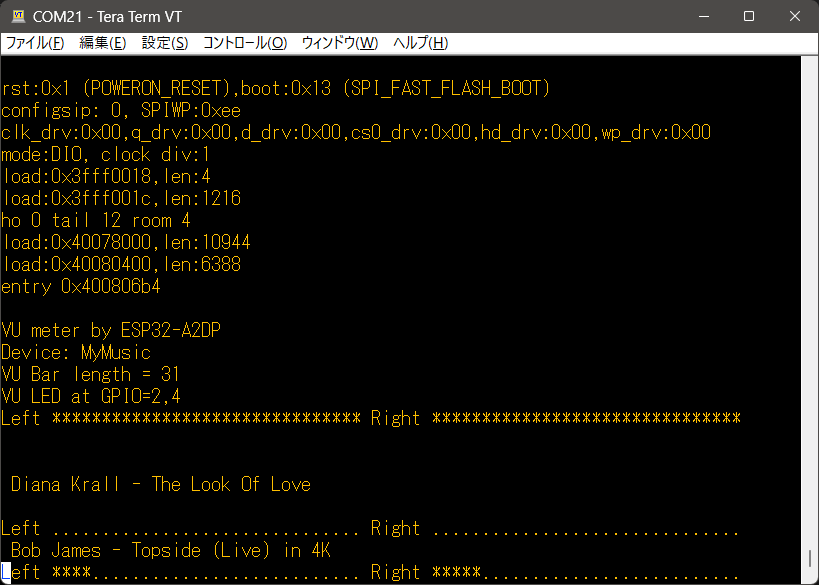 COM21 - Tera Term VT
ファイル(F) 編集(E) 設定(S) コントロール(O) ウィンドウ(W) ヘルプ(H)
rst:0x1 (POWERON_RESET),boot:0x13 (SPI_FAST_FLASH_BOOT)
configsip: 0, SPIWP:0xee
clk_drv:0x00,q_drv:0x00,d_drv:0x00,cs0_drv:0x00,hd_drv:0x00,wp_drv:0x00
mode:DIO, clock div:1
load:0x3fff0018,len:4
load:0x3fff001c,len:1216
ho 0 tail 12 room 4
load:0x40078000,len:10944
load:0x40080400,len:6388
entry 0x400806b4
VU meter by ESP32-A2DP
Device: MyMusic
VU Bar length = 31
VU LED at GPIO=2,4
Left ******************************* Right *******************************
Diana Krall - The Look Of Love
Left ............................... Right ...............................
Bob James - Topside (Live) in 4K
Left ****........................... Right *****..........................